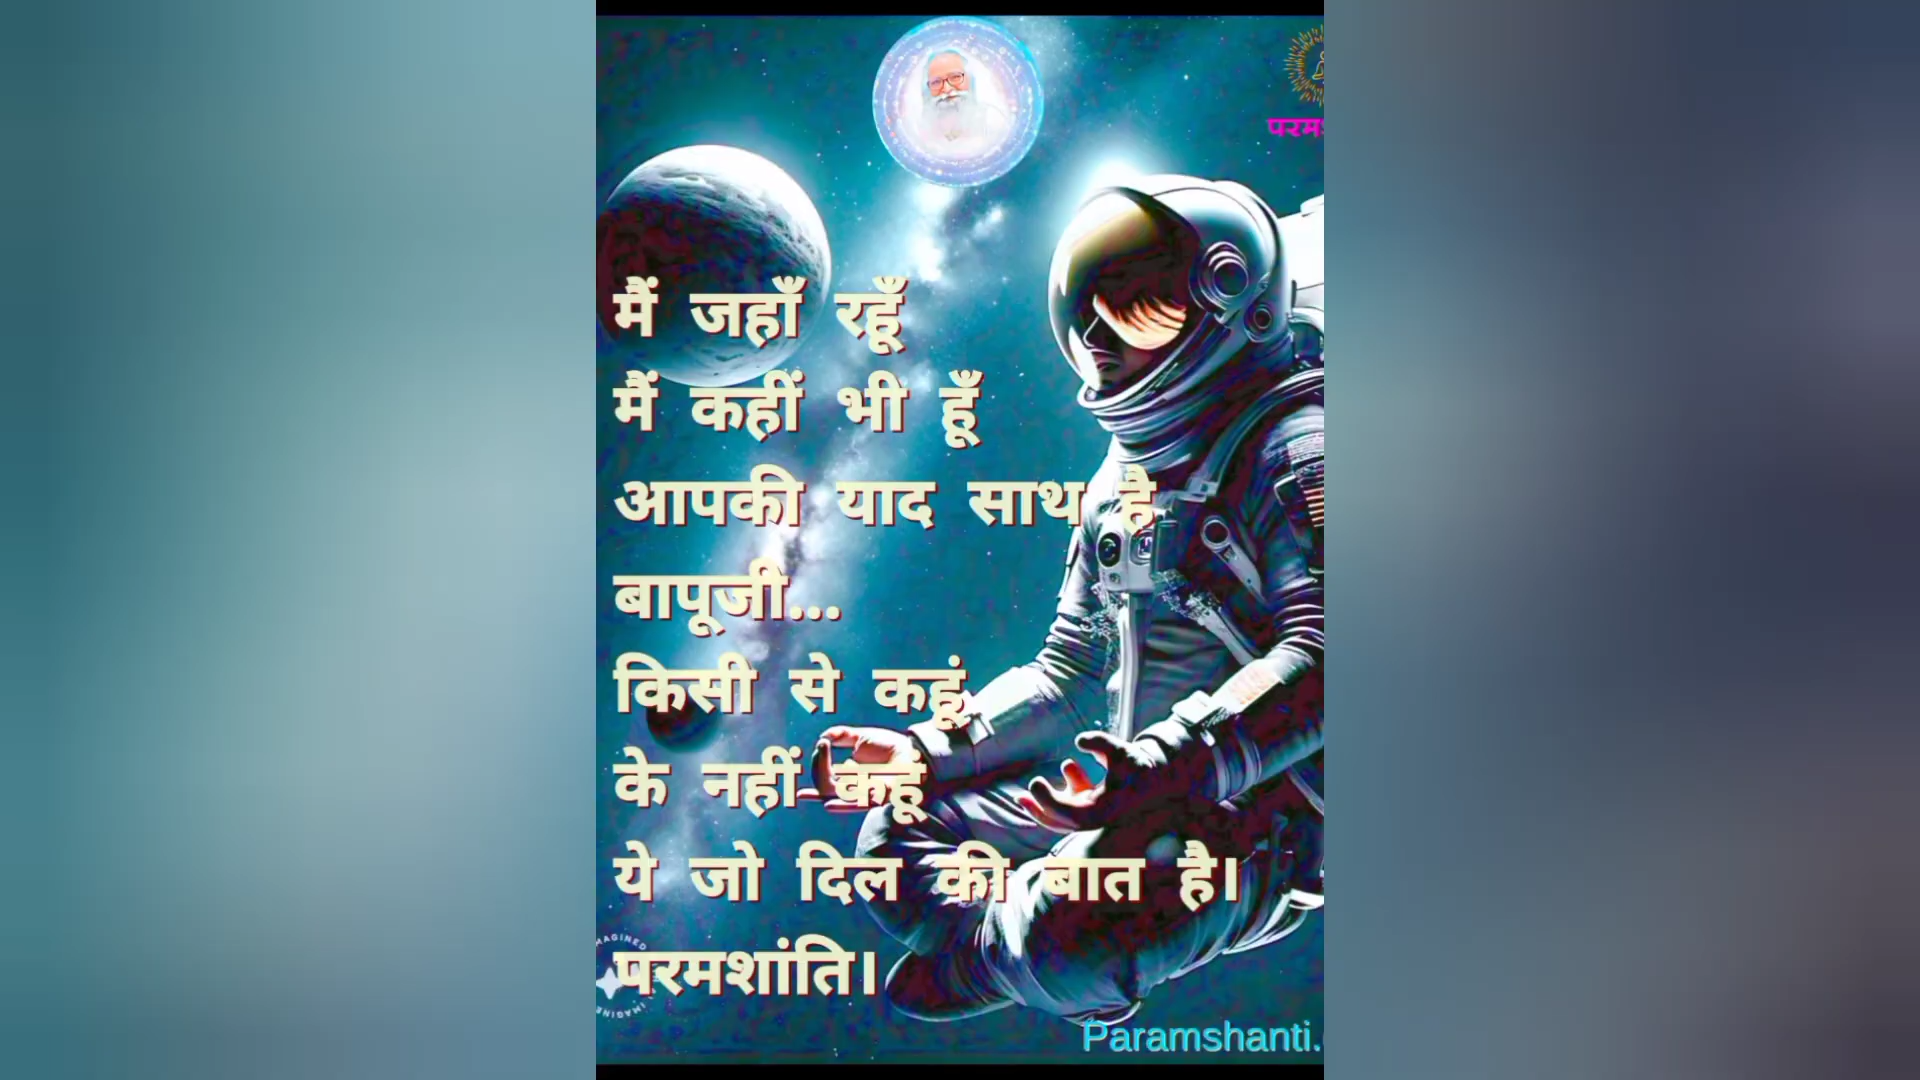 मैं जहाँ रहूँ
मैं कहीं भी हूँ
आपकी याद साथ है
बापूजी...
किसी से कहूं
के नहीं कहूं
ये जो दिल की बात है।
परमशांति।
Paramshanti.